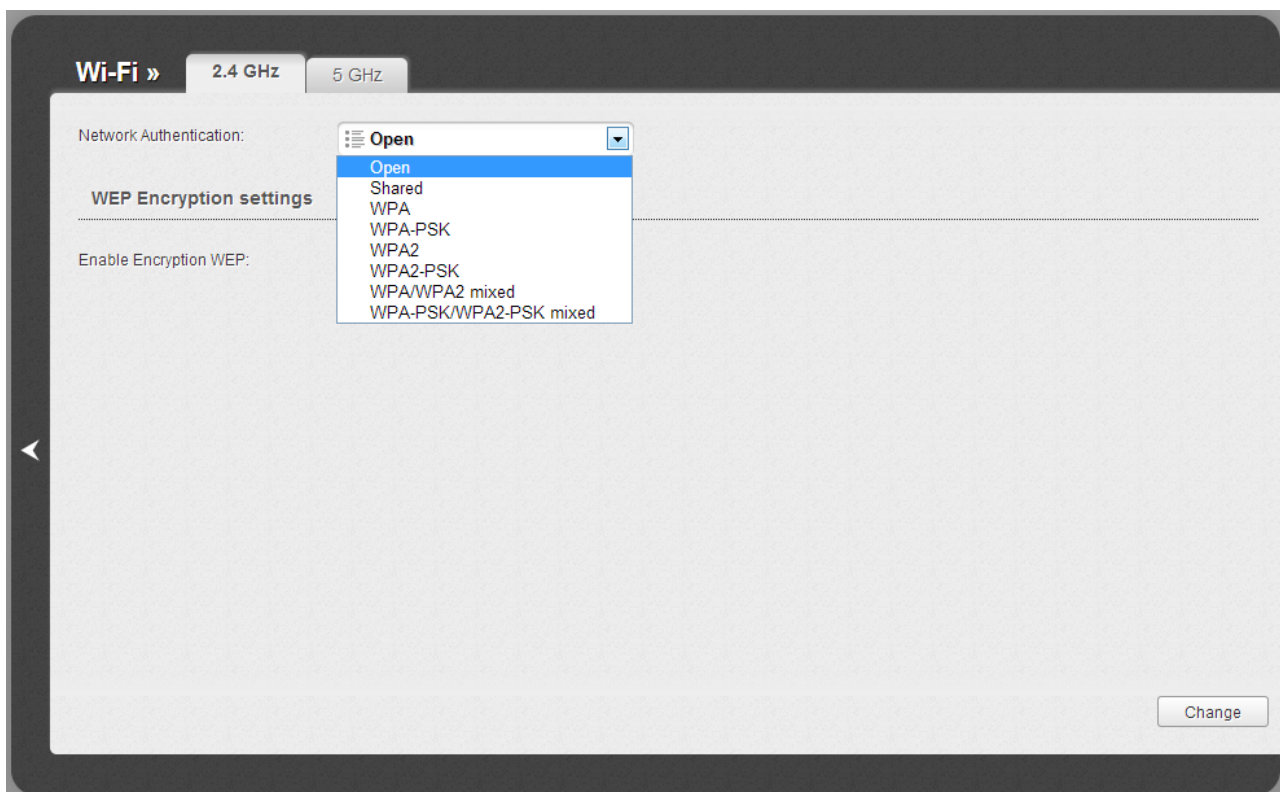 Wi-Fi » 2.4 GHz 5 GHz
Network Authentication: Open
Open
Shared
WPA
WPA-PSK
WPA2
WPA2-PSK
WPA/WPA2 mixed
WPA-PSK/WPA2-PSK mixed
WEP Encryption settings
Enable Encryption WEP:
Change